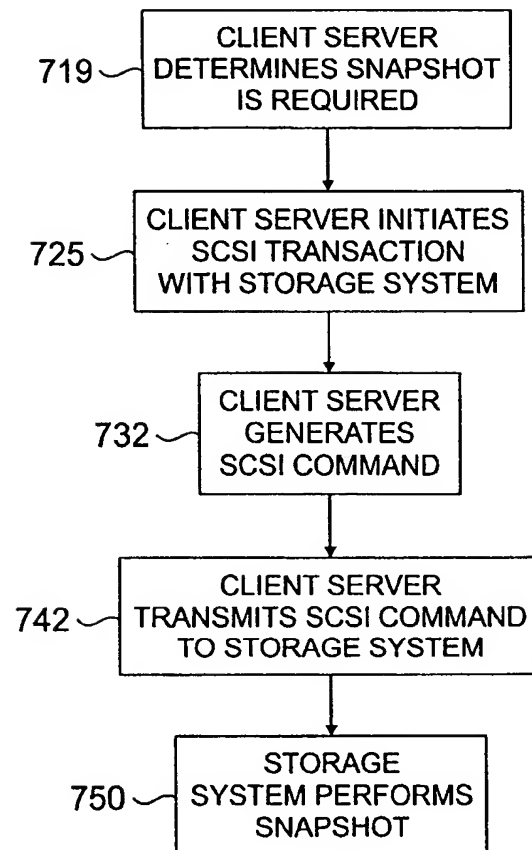 719
CLIENT SERVER
DETERMINES SNAPSHOT
IS REQUIRED
725
CLIENT SERVER INITIATES
SCSI TRANSACTION
WITH STORAGE SYSTEM
732
CLIENT SERVER
GENERATES
SCSI COMMAND
742
CLIENT SERVER
TRANSMITS SCSI COMMAND
TO STORAGE SYSTEM
750
STORAGE
SYSTEM PERFORMS
SNAPSHOT